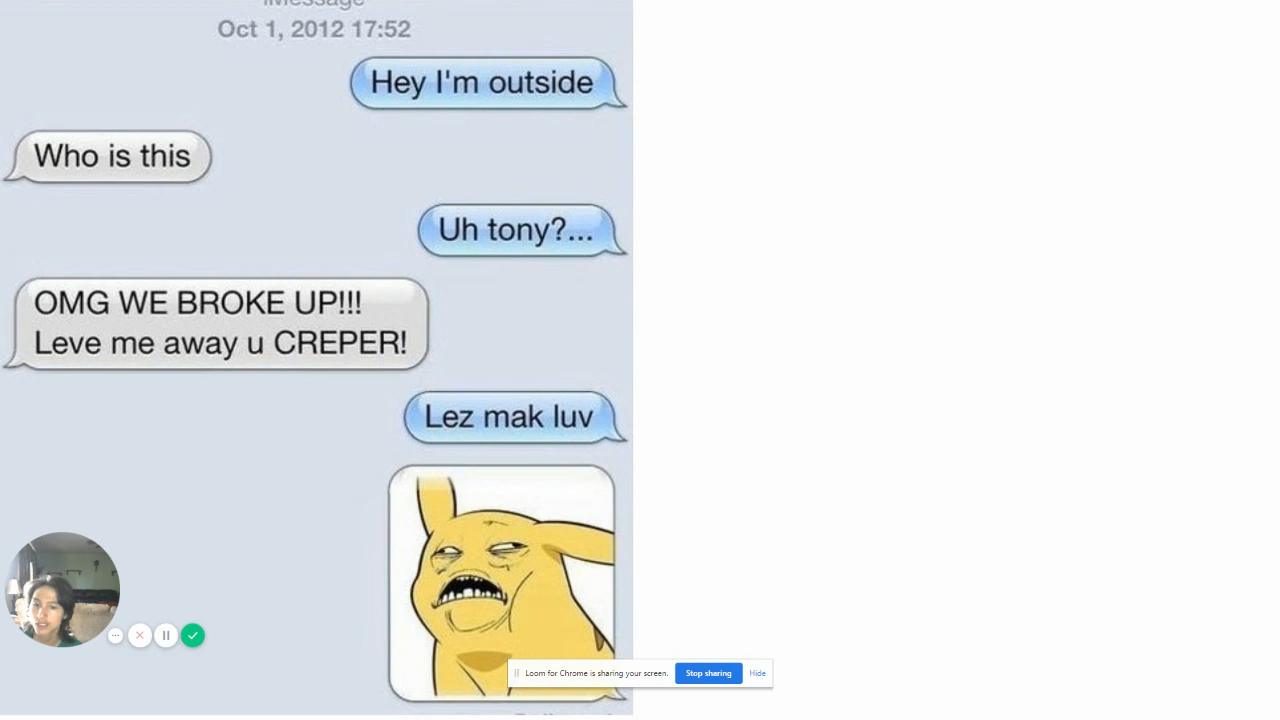 iMessage
Oct 1, 2012 17:52
Hey I'm outside
Who is this
Uh tony?...
OMG WE BROKE UP!!!
Leve me away u CREPER!
Lez mak luv
Loom for Chrome is sharing your screen.
Stop sharing
Hide